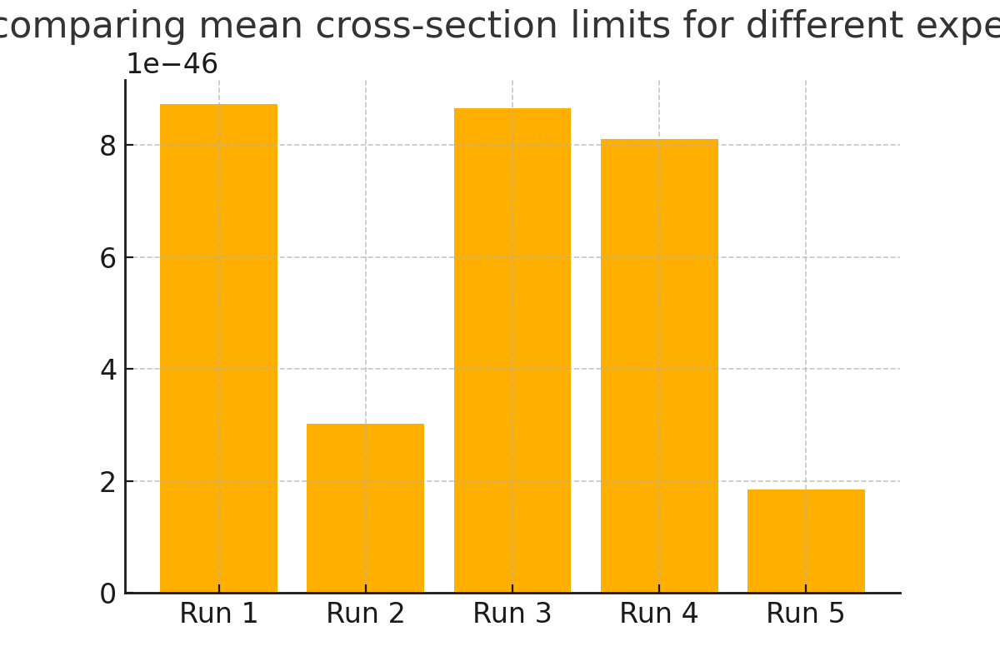 comparing mean cross-section limits for different expe
1e−46
8
6
4
2
0
Run 1 Run 2 Run 3 Run 4 Run 5